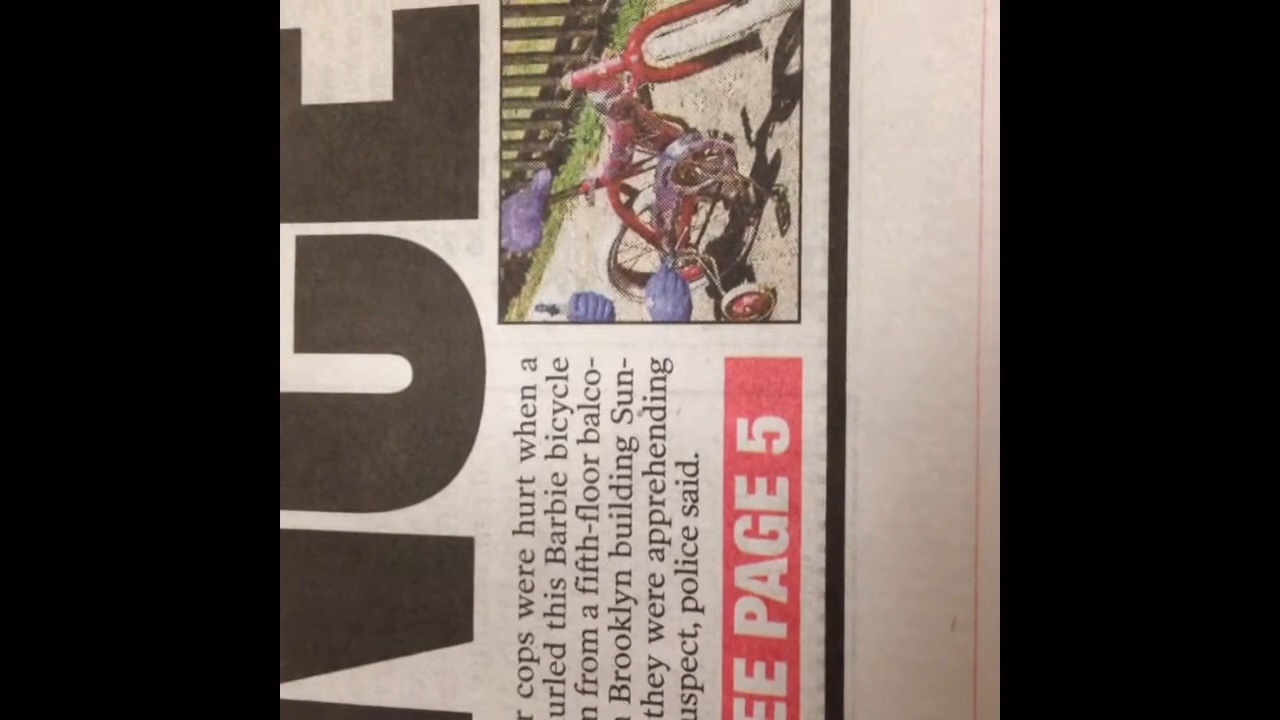 r cops were hurt when a
urled this Barbie bicycle
n from a fifth-floor balco-
n Brooklyn building Sun-
they were apprehending
uspect, police said.
EE PAGE 5